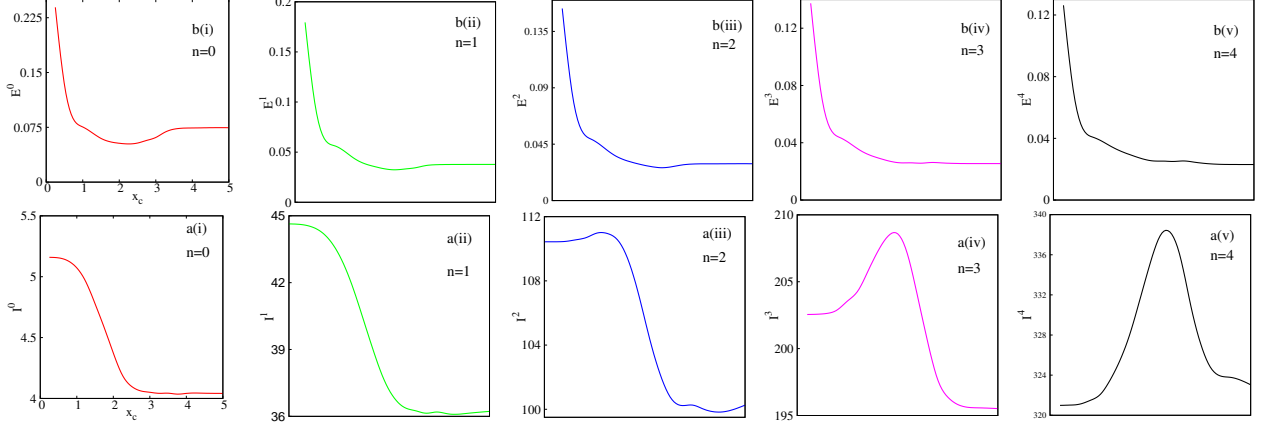 0.225
0.15
0.075
0
E^0
b(i)
n=0
0 1 2 3 4 5
x_c
0.2
0.15
0.1
0.05
0
E^1
b(ii)
n=1
0.135
0.09
0.045
0
E^2
b(iii)
n=2
0.12
0.08
0.04
0
E^3
b(iv)
n=3
0.12
0.08
0.04
0
E^4
b(v)
n=4
5.5
5
4.5
4
I^0
a(i)
n=0
0 1 2 3 4 5
x_c
45
42
39
36
I^1
a(ii)
n=1
112
108
104
100
I^2
a(iii)
n=2
210
205
200
195
I^3
a(iv)
n=3
340
336
332
328
324
320
I^4
a(v)
n=4